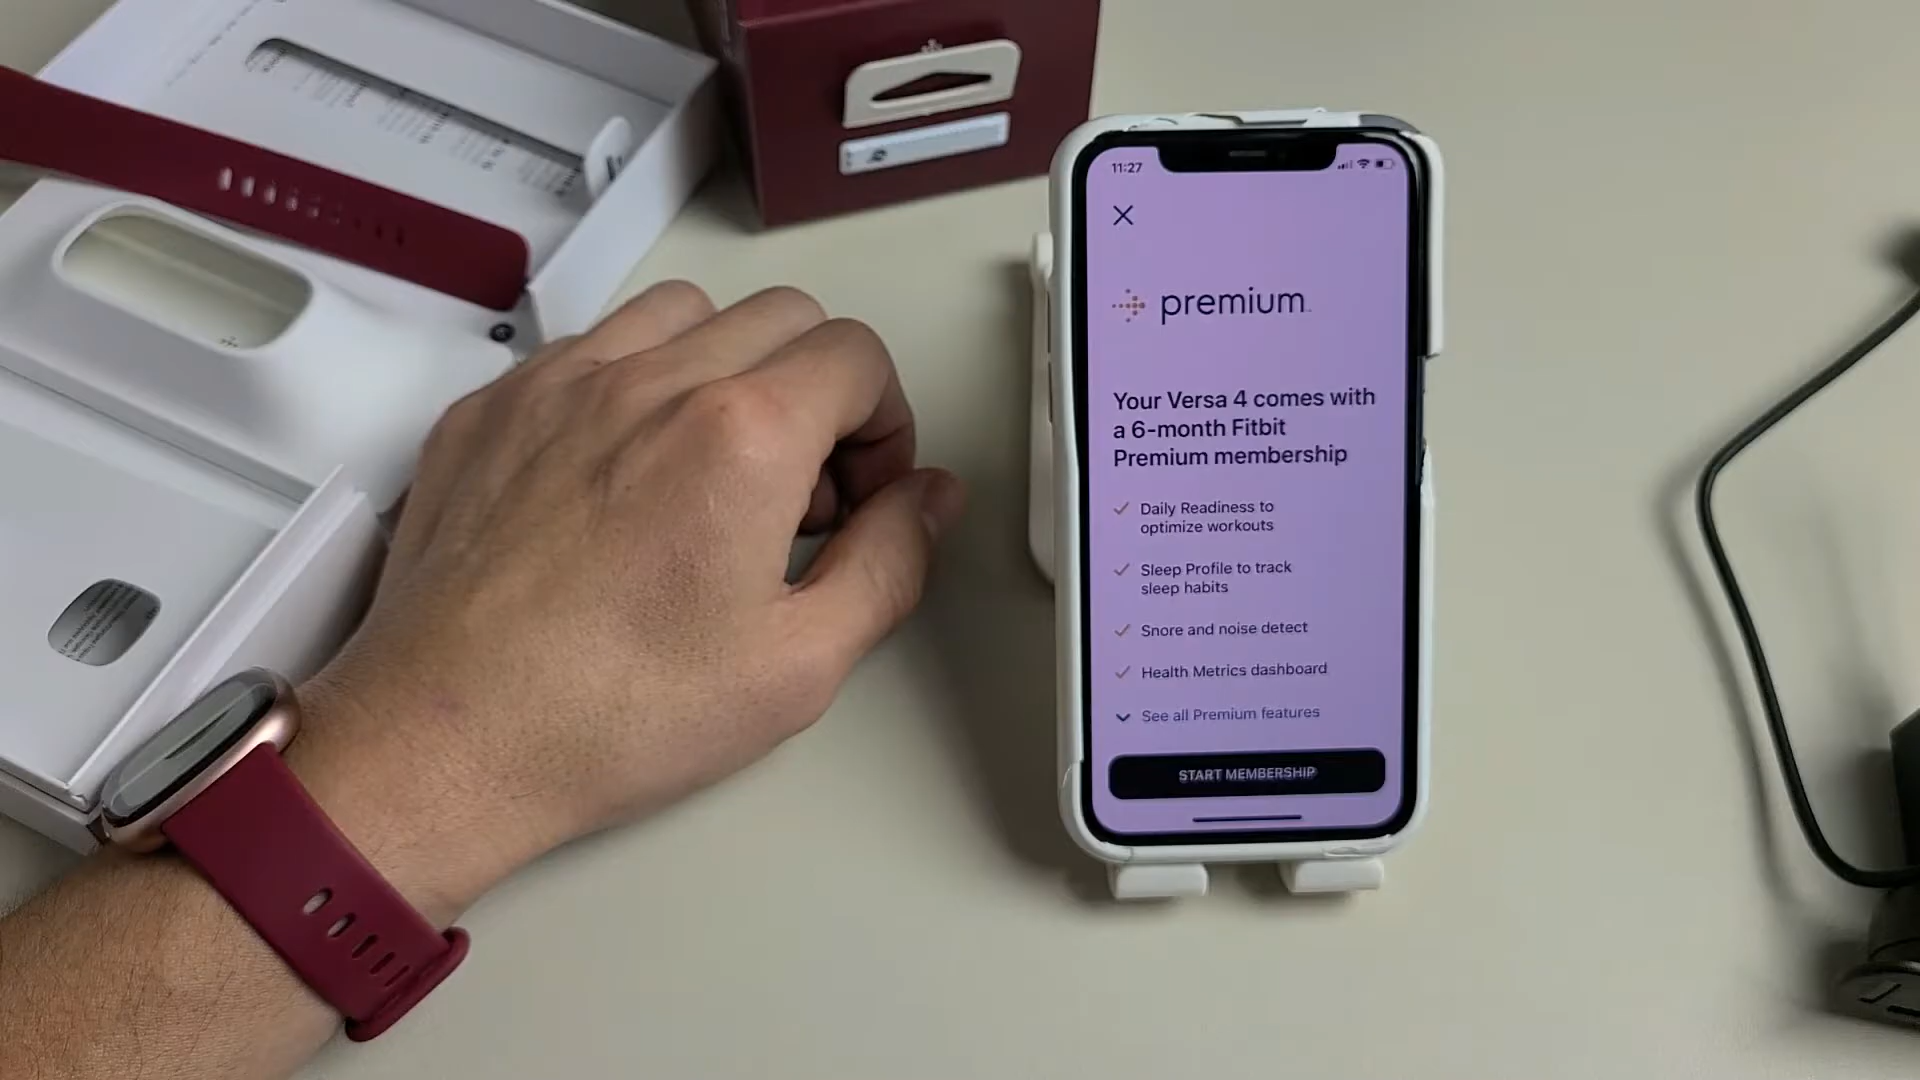 11:27
premium
Your Versa 4 comes with
a 6-month Fitbit
Premium membership
Daily Readiness to
optimize workouts
Sleep Profile to track
sleep habits
Snore and noise detect
Health Metrics dashboard
See all Premium features
START MEMBERSHIP